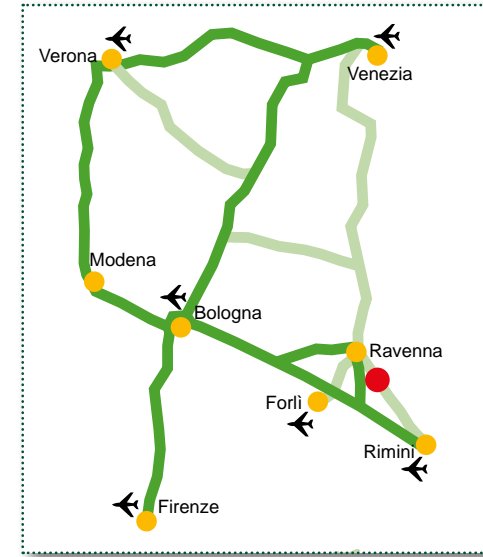 Verona
Venezia
Modena
Bologna
Ravenna
Forlì
Rimini
Firenze